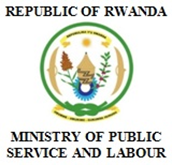 REPUBLIC OF RWANDA
MINISTRY OF PUBLIC
SERVICE AND LABOUR